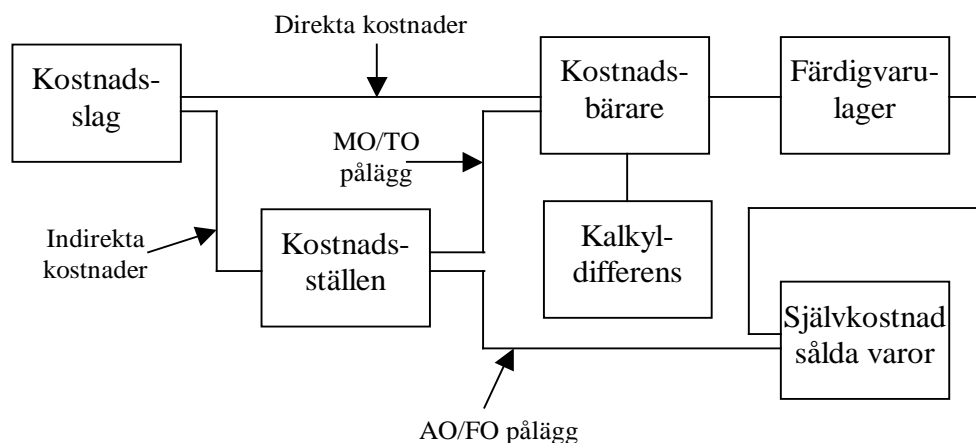 Direkta kostnader
Kostnads-
slag
Kostnads-
bärare
Färdigvaru-
lager
MO/TO
pålägg
Indirekta
kostnader
Kostnads-
ställen
Kalkyl-
differens
Självkostnad
sålda varor
AO/FO pålägg